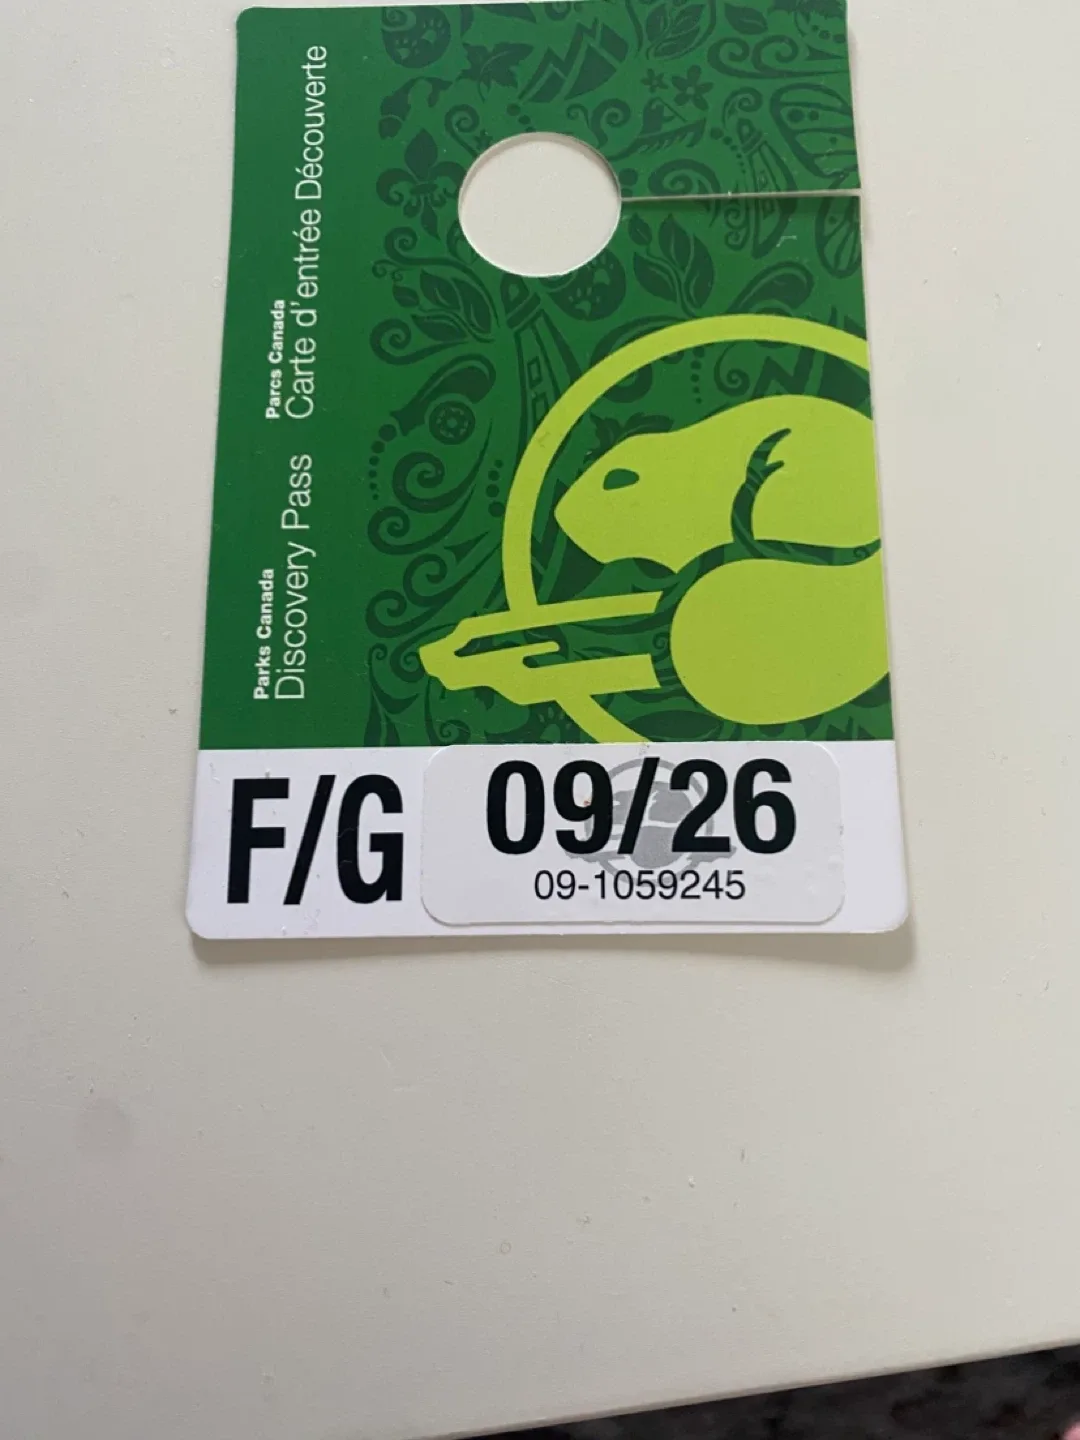 Parks Canada
Discovery Pass
Parcs Canada
Carte d'entrée Découverte
F/G
09/26
09-1059245